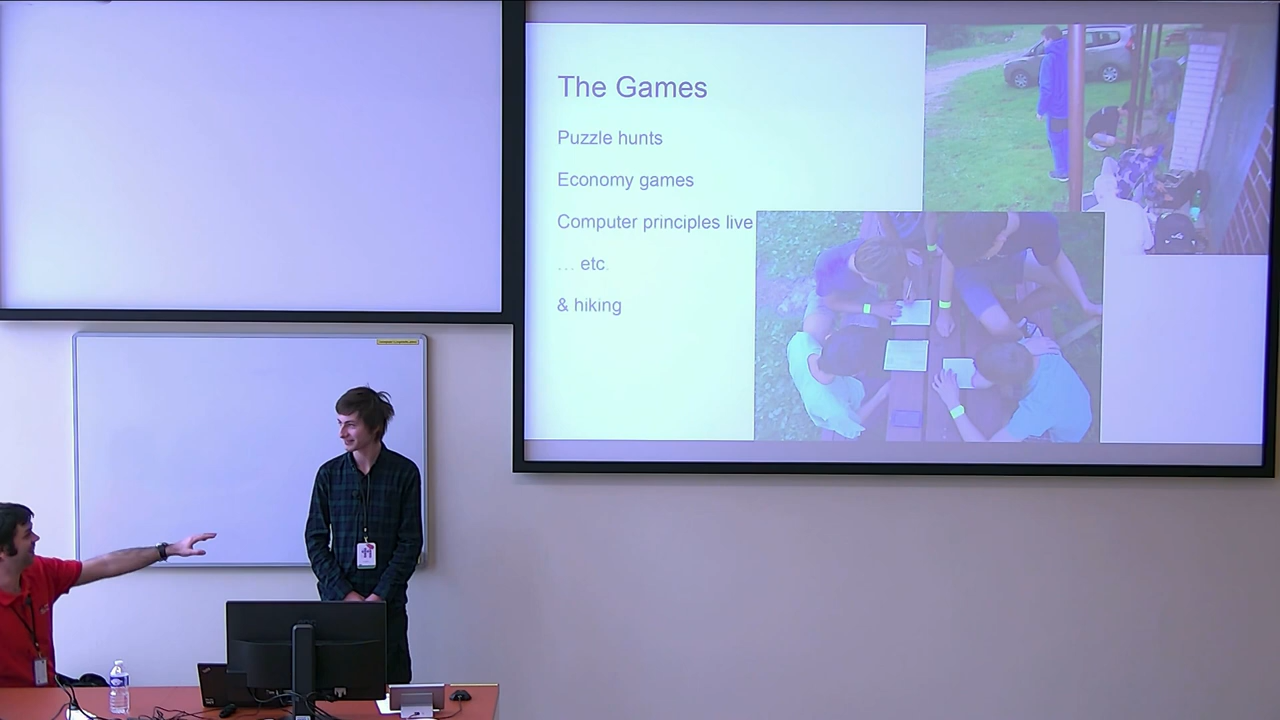 The Games
Puzzle hunts
Economy games
Computer principles live
... etc.
& hiking